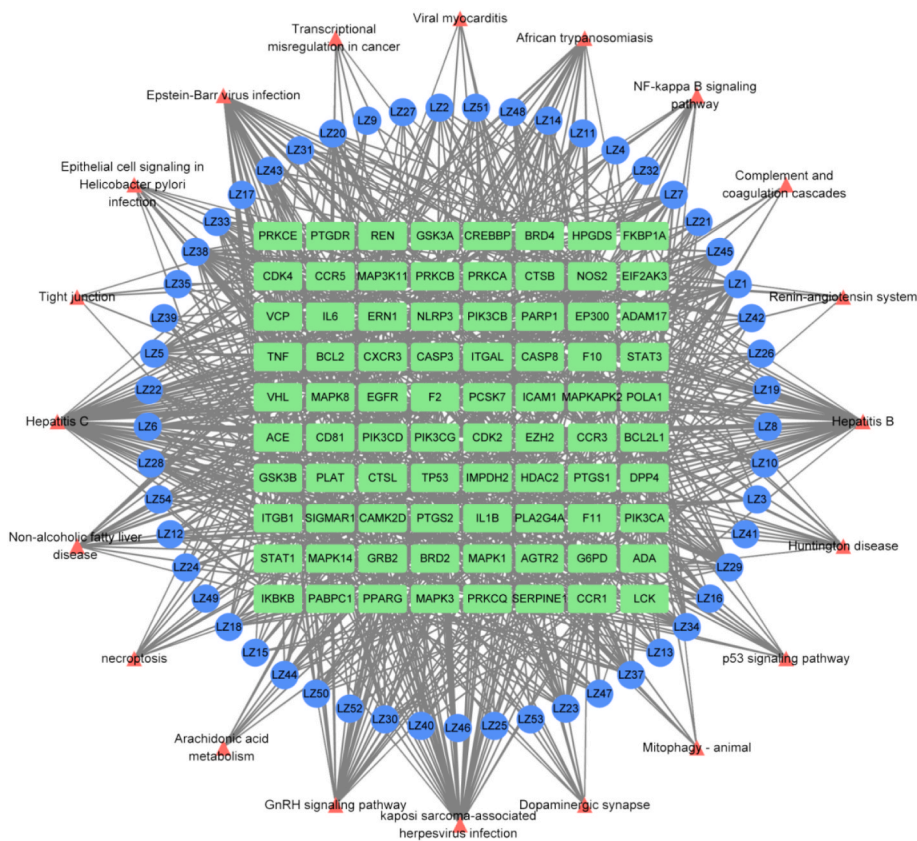 Viral myocarditis
Transcriptional
misregulation in cancer
African trypanosomiasis
Epstein-Barr virus infection
NF-kappa B signaling
pathway
Epithelial cell signaling in
Helicobacter pylori
infection
Complement and
coagulation cascades
Tight junction
Renin-angiotensin system
Hepatitis C
Hepatitis B
Non-alcoholic fatty liver
disease
Huntington disease
necroptosis
p53 signaling pathway
Arachidonic acid
metabolism
Mitophagy - animal
GnRH signaling pathway
kaposi sarcoma-associated
herpesvirus infection
Dopaminergic synapse
LZ27
LZ2
LZ51
LZ48
LZ14
LZ11
LZ4
LZ32
LZ7
LZ21
LZ45
LZ1
LZ42
LZ26
LZ19
LZ8
LZ10
LZ3
LZ41
LZ29
LZ16
LZ34
LZ13
LZ37
LZ47
LZ23
LZ53
LZ25
LZ46
LZ40
LZ30
LZ52
LZ50
LZ44
LZ15
LZ18
LZ49
LZ24
LZ12
LZ54
LZ28
LZ6
LZ22
LZ5
LZ39
LZ35
LZ38
LZ33
LZ17
LZ43
LZ31
LZ20
LZ9
PRKCE PTGDR REN GSK3A CREBBP BRD4 HPGDS FKBP1A
CDK4 CCR5 MAP3K11 PRKCB PRKCA CTSB NOS2 EIF2AK3
VCP IL6 ERN1 NLRP3 PIK3CB PARP1 EP300 ADAM17
TNF BCL2 CXCR3 CASP3 ITGAL CASP8 F10 STAT3
VHL MAPK8 EGFR F2 PCSK7 ICAM1 MAPKAPK2 POLA1
ACE CD81 PIK3CD PIK3CG CDK2 EZH2 CCR3 BCL2L1
GSK3B PLAT CTSL TP53 IMPDH2 HDAC2 PTGS1 DPP4
ITGB1 SIGMAR1 CAMK2D PTGS2 IL1B PLA2G4A F11 PIK3CA
STAT1 MAPK14 GRB2 BRD2 MAPK1 AGTR2 G6PD ADA
IKBKB PABPC1 PPARG MAPK3 PRKCQ SERPINE1 CCR1 LCK